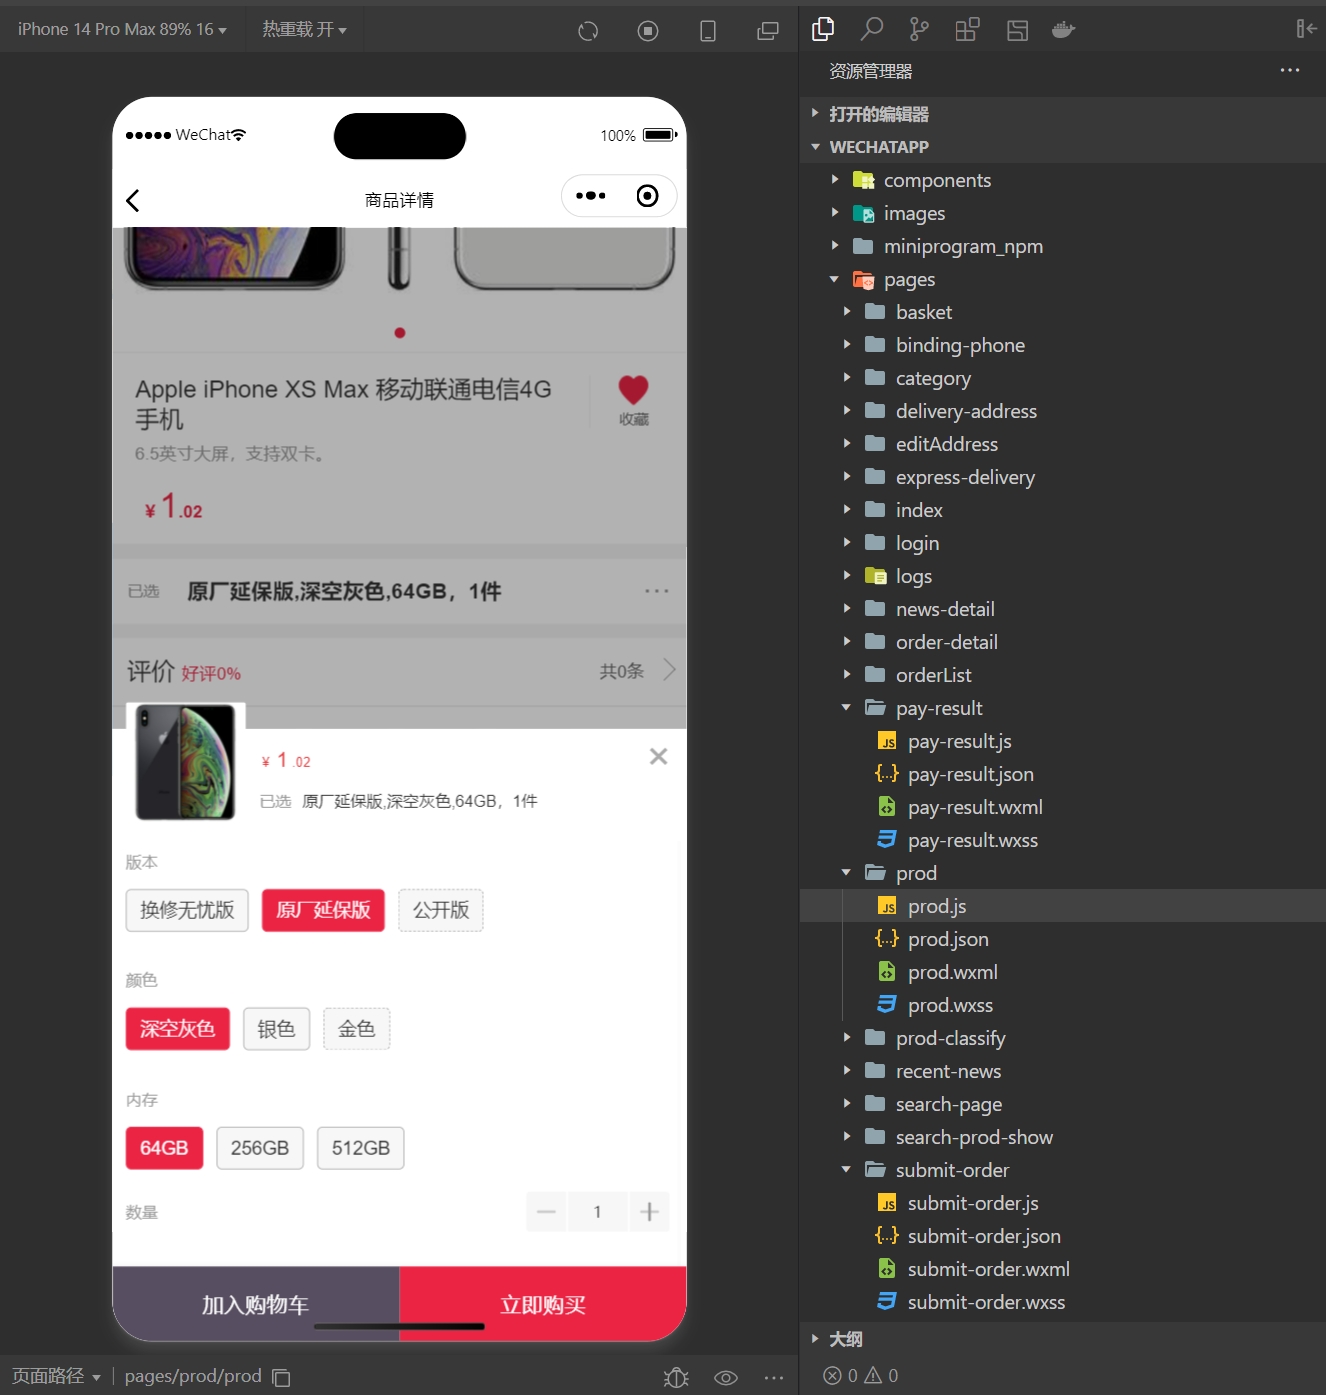 iPhone 14 Pro Max 89% 16
热重载 开
WeChat
100%
商品详情
Apple iPhone XS Max 移动联通电信4G
手机
收藏
6.5英寸大屏，支持双卡。
¥ 1.02
已选 原厂延保版,深空灰色,64GB，1件
评价 好评0% 共0条
¥ 1.02
已选 原厂延保版,深空灰色,64GB，1件
版本
换修无忧版 原厂延保版 公开版
颜色
深空灰色 银色 金色
内存
64GB 256GB 512GB
数量 1
加入购物车 立即购买
页面路径 pages/prod/prod
资源管理器
打开的编辑器
WECHATAPP
components
images
miniprogram_npm
pages
basket
binding-phone
category
delivery-address
editAddress
express-delivery
index
login
logs
news-detail
order-detail
orderList
pay-result
JS pay-result.js
{..} pay-result.json
pay-result.wxml
pay-result.wxss
prod
JS prod.js
{..} prod.json
prod.wxml
prod.wxss
prod-classify
recent-news
search-page
search-prod-show
submit-order
JS submit-order.js
{..} submit-order.json
submit-order.wxml
submit-order.wxss
大纲
0 0